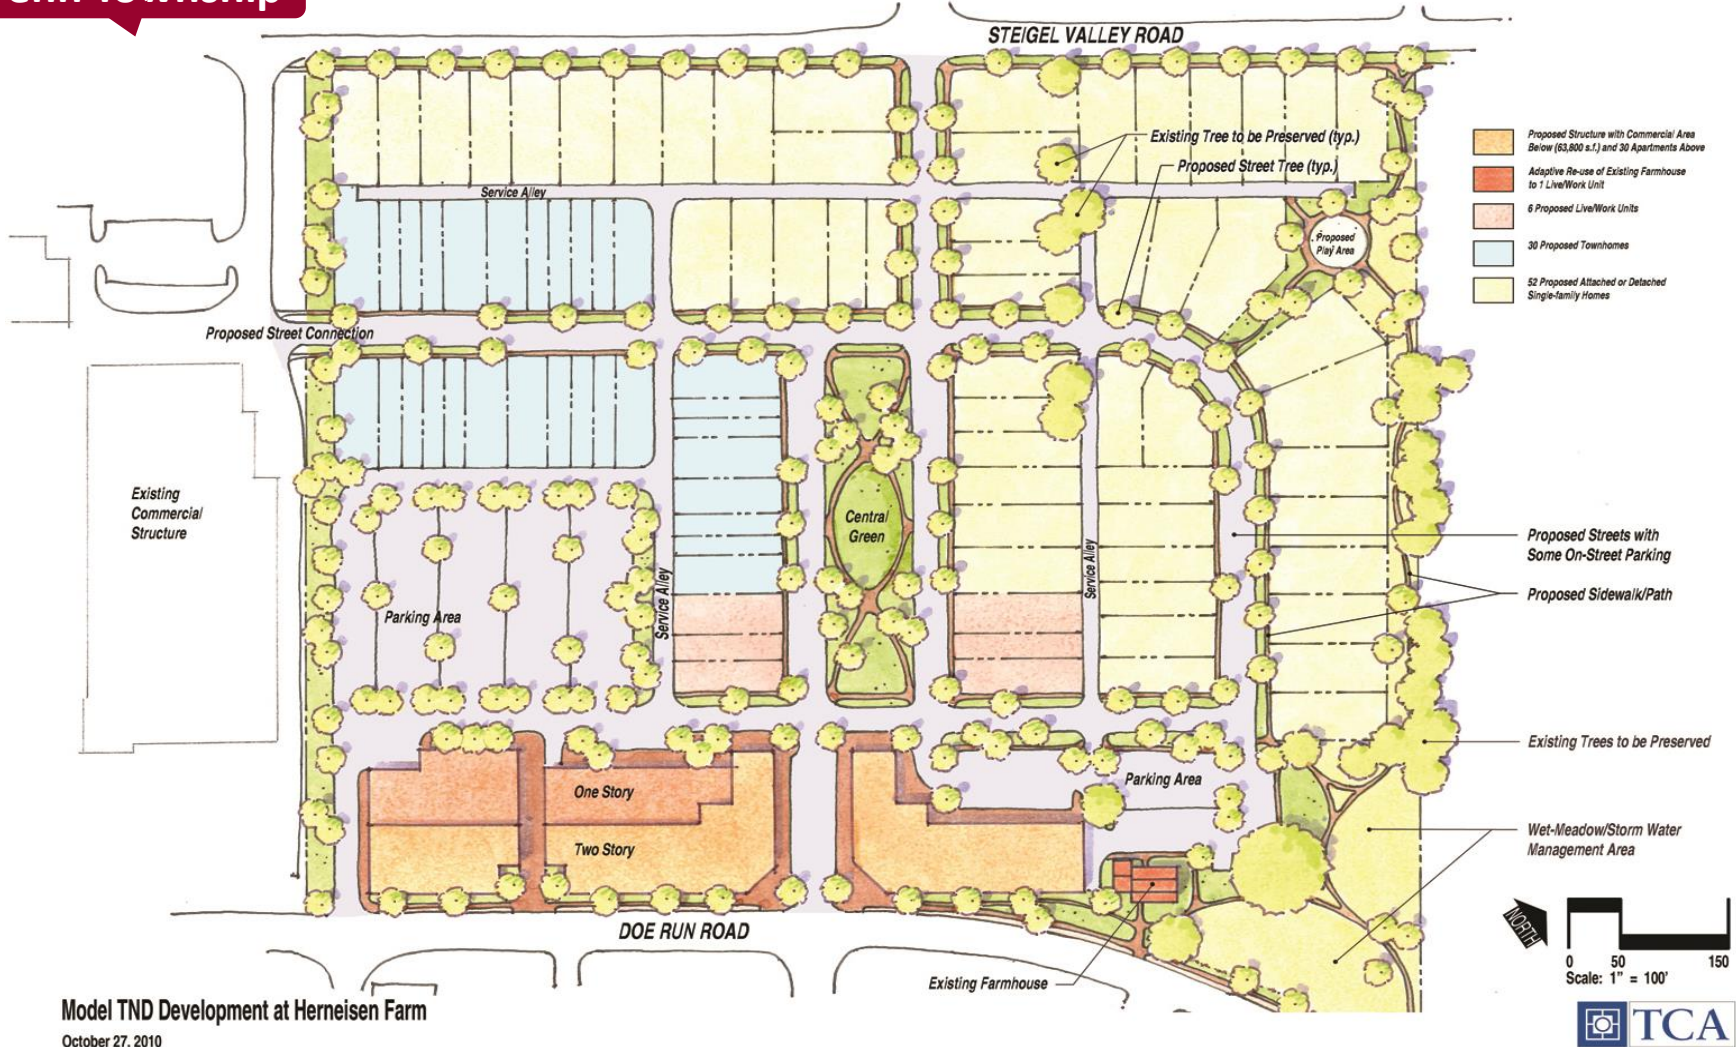 Township
STEIGEL VALLEY ROAD
Existing Tree to be Preserved (typ.)
Proposed Street Tree (typ.)
Service Alley
Proposed
Play Area
Proposed Street Connection
Proposed Structure with Commercial Area
Below (63,800 s.f.) and 30 Apartments Above
Adaptive Re-use of Existing Farmhouse
to 1 Live/Work Unit
6 Proposed Live/Work Units
30 Proposed Townhomes
52 Proposed Attached or Detached
Single-family Homes
Existing
Commercial
Structure
Central
Green
Service Alley
Service Alley
Parking Area
Proposed Streets with
Some On-Street Parking
Proposed Sidewalk/Path
Existing Trees to be Preserved
Parking Area
One Story
Two Story
Wet-Meadow/Storm Water
Management Area
DOE RUN ROAD
Existing Farmhouse
NORTH
0 50 150
Scale: 1" = 100'
Model TND Development at Herneisen Farm
October 27, 2010
TCA